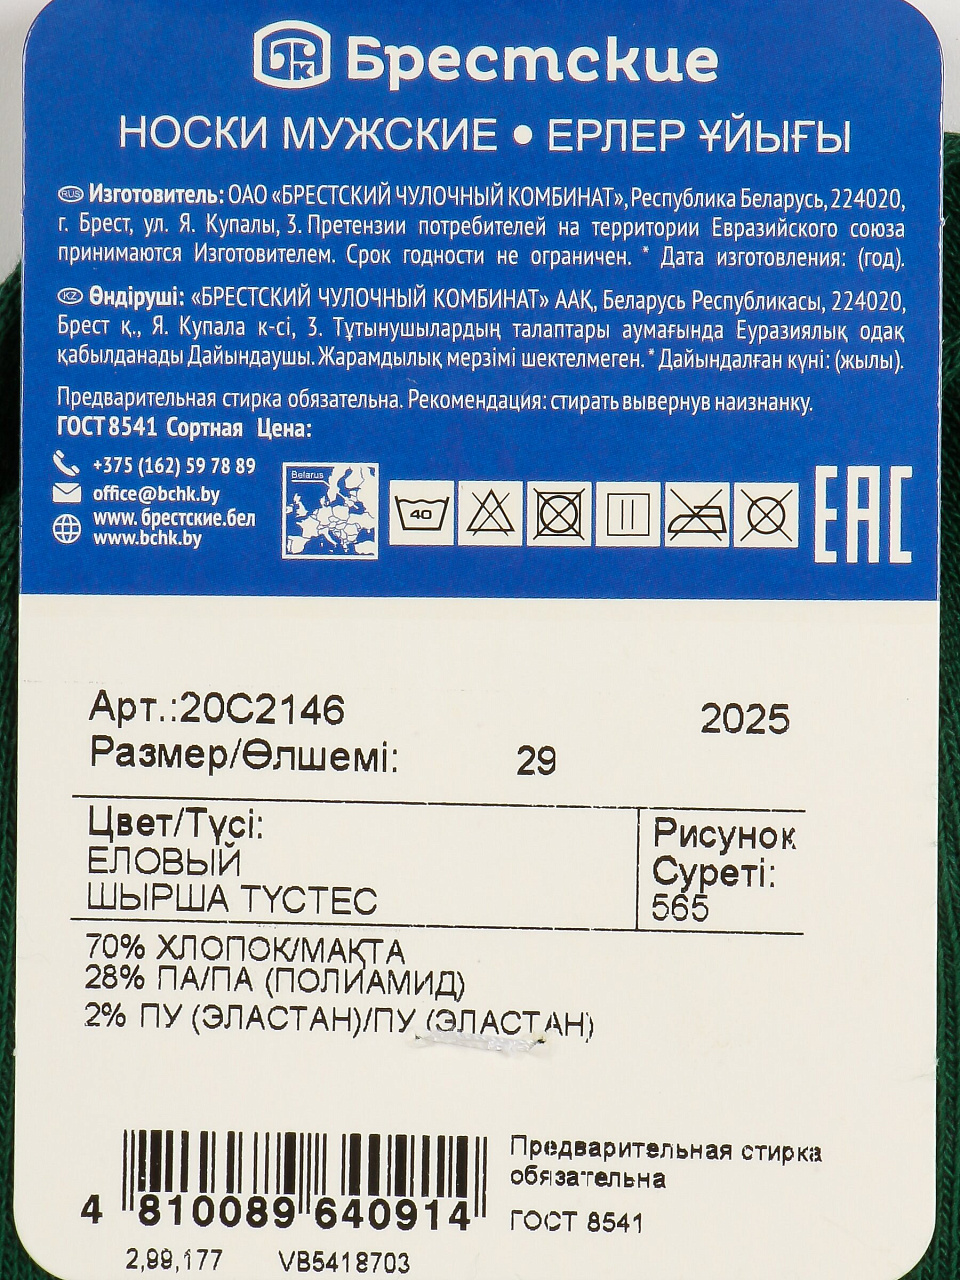 Брестские
НОСКИ МУЖСКИЕ • ЕРЛЕР ҰЙЫҒЫ
RUS Изготовитель: ОАО «БРЕСТСКИЙ ЧУЛОЧНЫЙ КОМБИНАТ», Республика Беларусь, 224020,
г. Брест, ул. Я. Купалы, 3. Претензии потребителей на территории Евразийского союза
принимаются Изготовителем. Срок годности не ограничен. * Дата изготовления: (год).
KZ Өндіруші: «БРЕСТСКИЙ ЧУЛОЧНЫЙ КОМБИНАТ» ААҚ, Беларусь Республикасы, 224020,
Брест қ., Я. Купала к-сі, 3. Тұтынушылардың талаптары аумағында Еуразиялық одақ
қабылданады Дайындаушы. Жарамдылық мерзімі шектелмеген. * Дайындалған күні: (жылы).
Предварительная стирка обязательна. Рекомендация: стирать вывернув наизнанку.
ГОСТ 8541 Сортная Цена:
+375 (162) 59 78 89
office@bchk.by
www. брестские.бел
www.bchk.by
Belarus
40
EAC
Арт.:20С2146
2025
Размер/Өлшемі: 29
Цвет/Түсі:
ЕЛОВЫЙ
ШЫРША ТҮСТЕС
Рисунок
Суреті:
565
70% ХЛОПОК/МАҚТА
28% ПА/ПА (ПОЛИАМИД)
2% ПУ (ЭЛАСТАН)/ПУ (ЭЛАСТАН)
Предварительная стирка
обязательна
ГОСТ 8541
4 810089 640914
2,99,177 VB5418703